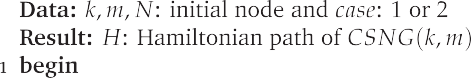 Data: k, m, N: initial node and case: 1 or 2
Result: H: Hamiltonian path of CSNG(k, m)
1 begin